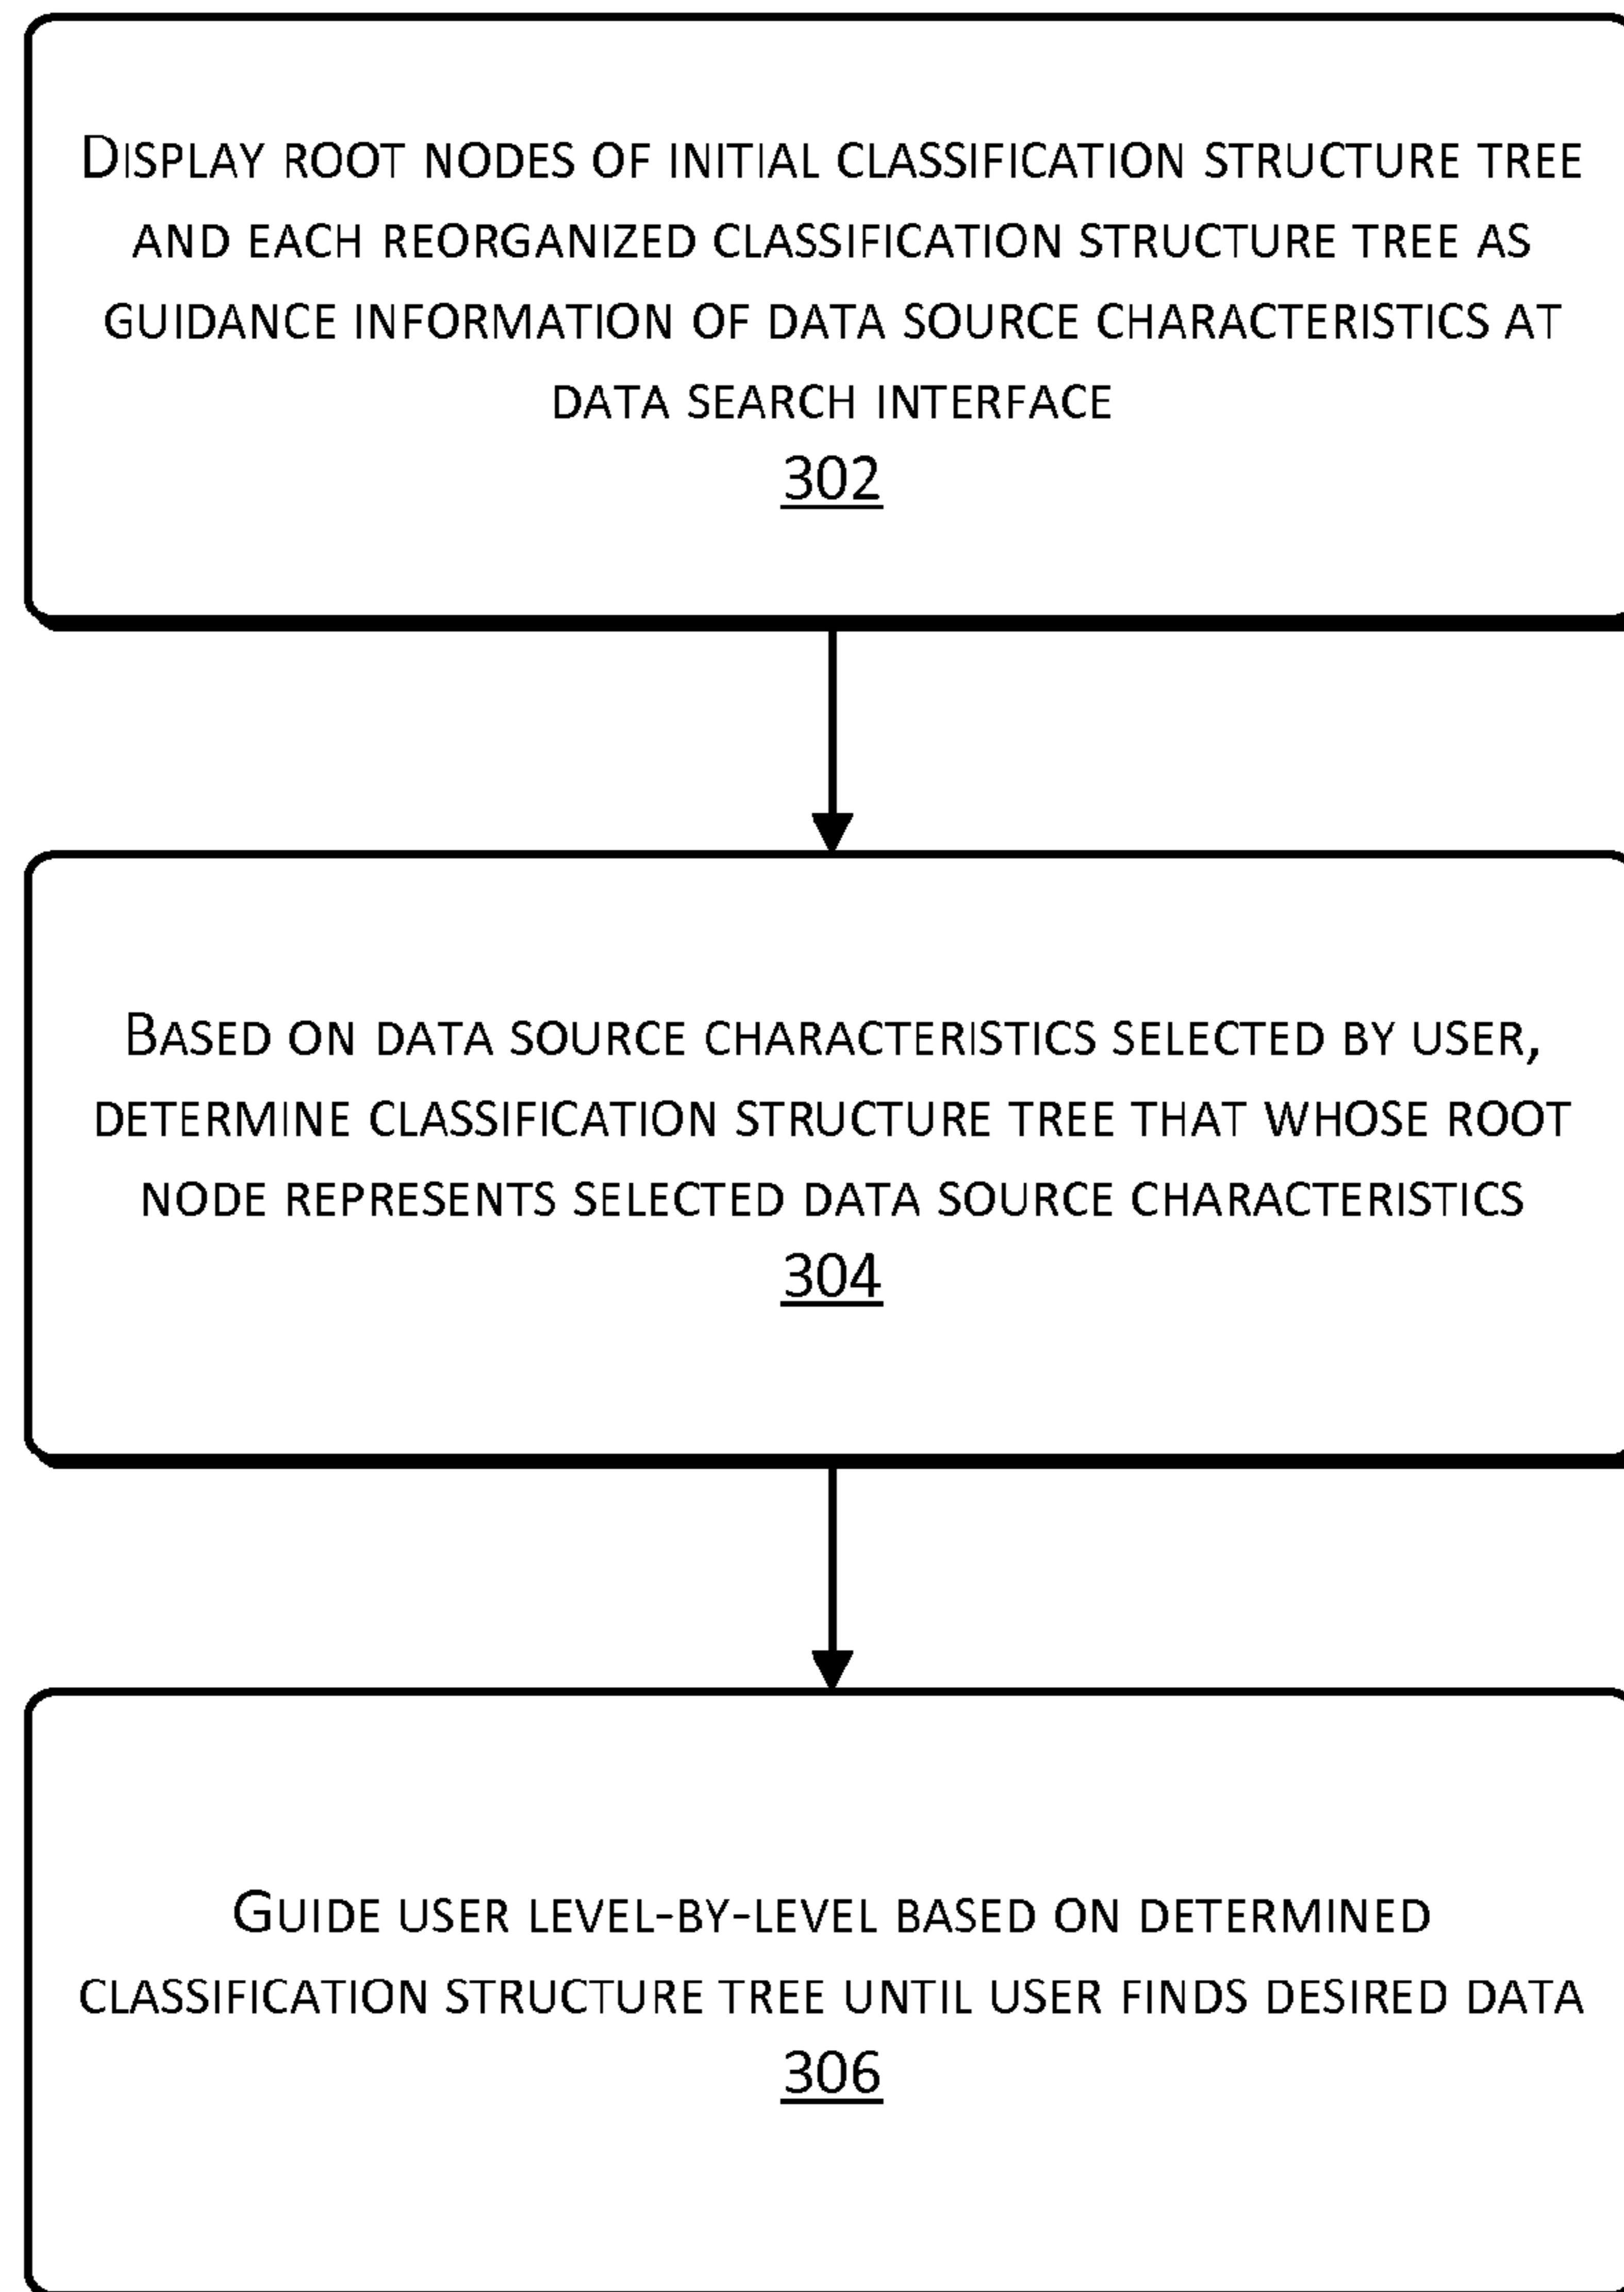 Display root nodes of initial classification structure tree
and each reorganized classification structure tree as
guidance information of data source characteristics at
data search interface
302
Based on data source characteristics selected by user,
determine classification structure tree that whose root
node represents selected data source characteristics
304
Guide user level-by-level based on determined
classification structure tree until user finds desired data
306